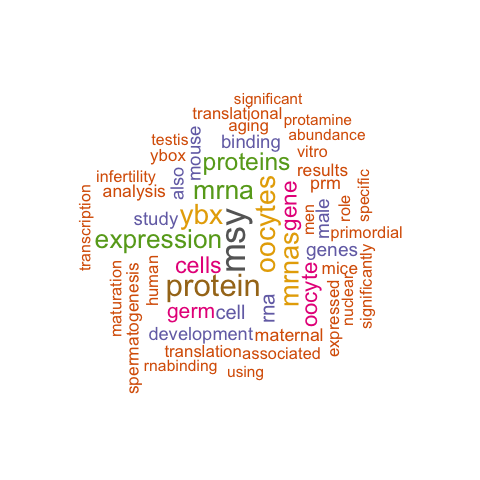 significant
translational
protamine
aging
abundance
testis
mouse
binding
ybox
vitro
proteins
infertility
also
results
analysis
mrna
prm
specific
transcription
study
ybx
msy
oocytes
gene
men
male
role
primordial
expression
genes
cells
mrnas
oocyte
mice
nuclear
significantly
maturation
spermatogenesis
human
protein
expressed
germ
cell
rna
development
maternal
translation
associated
rnabinding
using